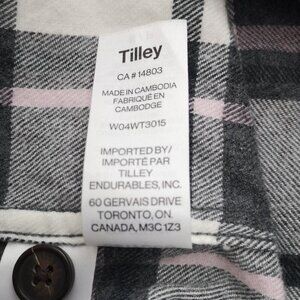 Tilley
CA # 14803
MADE IN CAMBODIA
FABRIQUÉ EN
CAMBODGE
W04WT3015
IMPORTED BY/
IMPORTÉ PAR
TILLEY
ENDURABLES, INC.
60 GERVAIS DRIVE
TORONTO, ON.
CANADA, M3C 1Z3